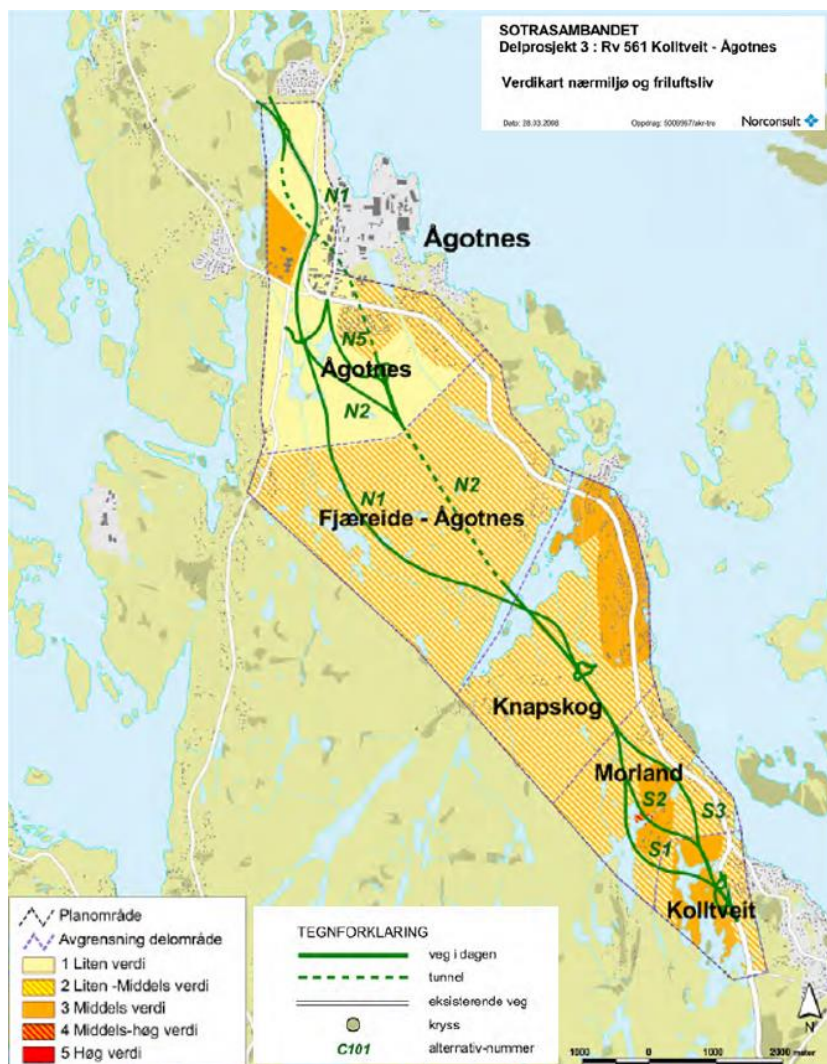 SOTRASAMBANDET
Delprosjekt 3 : Rv 561 Kolltveit - Ågotnes
Verdikart nærmiljø og friluftsliv
Norconsult
N1
Ågotnes
N5
Ågotnes
N2
N2
N1
Fjæreide - Ågotnes
Knapskog
Morland
S2
S3
S1
Kolltveit
Planområde
Avgrensning delområde
1 Liten verdi
2 Liten -Middels verdi
3 Middels verdi
4 Middels-høg verdi
5 Høg verdi
TEGNFORKLARING
veg i dagen
tunnel
eksisterende veg
kryss
C101 alternativ-nummer
N
1000 0 1000 2000 meter